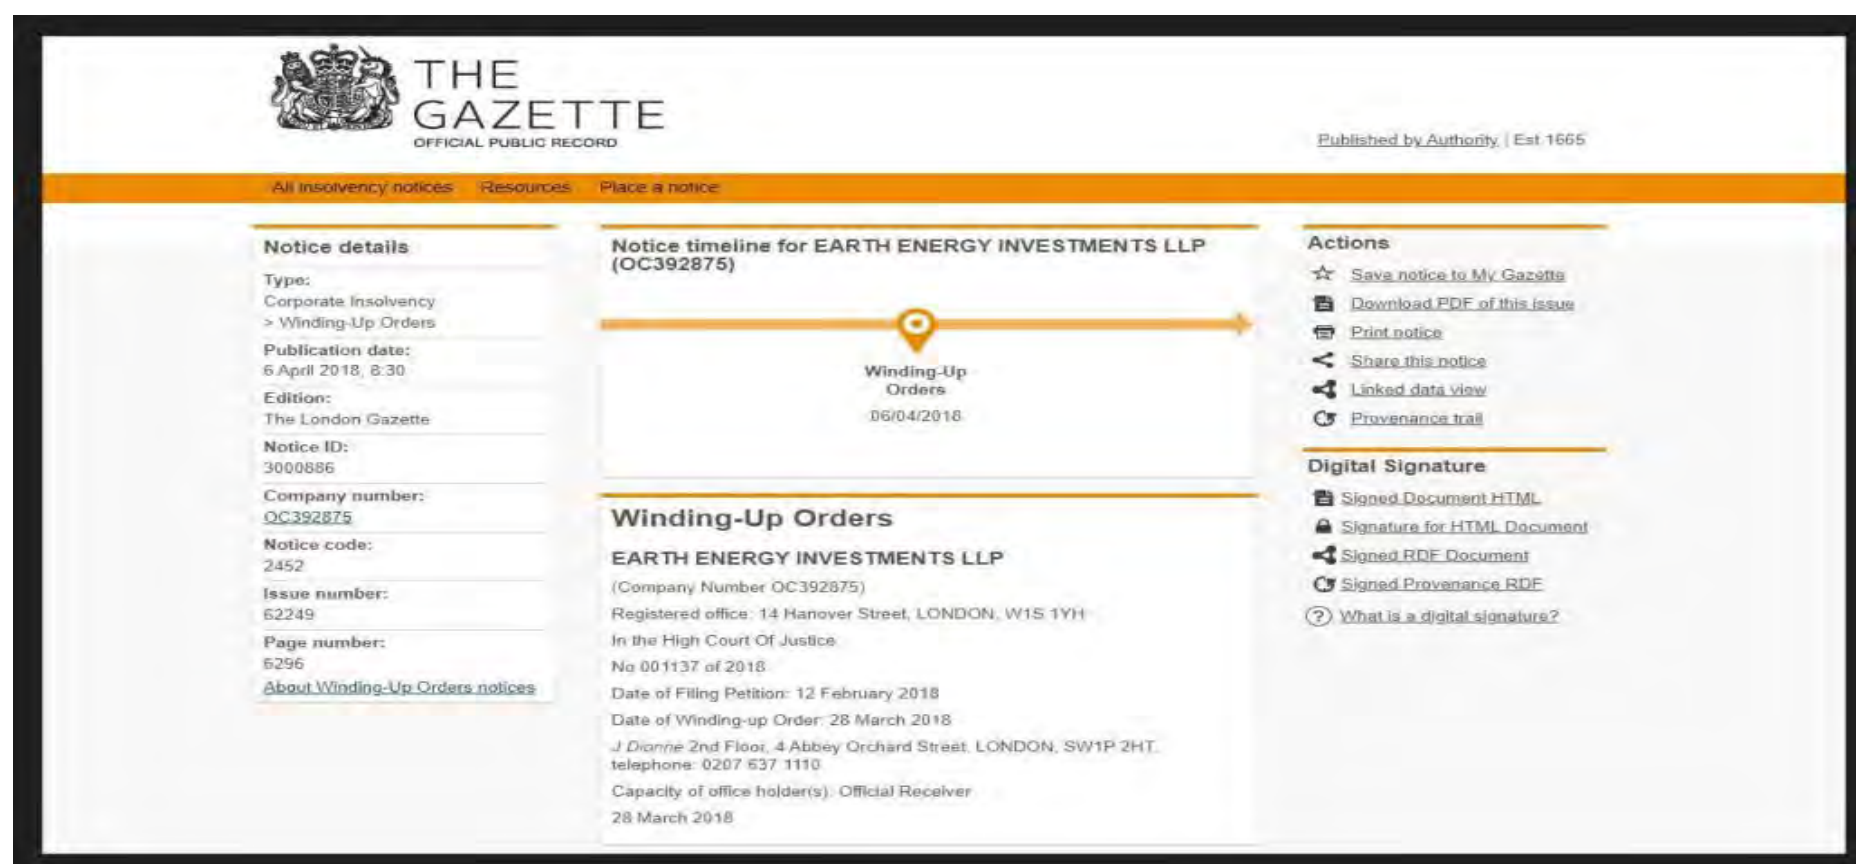 THE
GAZETTE
OFFICIAL PUBLIC RECORD
Published by Authority | Est 1665
All insolvency notices Resources Place a notice
Notice details
Type:
Corporate Insolvency
> Winding-Up Orders
Publication date:
6 April 2018, 8:30
Edition:
The London Gazette
Notice ID:
3000886
Company number:
OC392875
Notice code:
2452
Issue number:
62249
Page number:
6296
About Winding-Up Orders notices
Notice timeline for EARTH ENERGY INVESTMENTS LLP
(OC392875)
Winding-Up
Orders
06/04/2018
Winding-Up Orders
EARTH ENERGY INVESTMENTS LLP
(Company Number OC392875)
Registered office: 14 Hanover Street, LONDON, W1S 1YH
In the High Court Of Justice
No 001137 of 2018
Date of Filing Petition: 12 February 2018
Date of Winding-up Order: 28 March 2018
J Dionne 2nd Floor, 4 Abbey Orchard Street, LONDON, SW1P 2HT,
telephone: 0207 637 1110
Capacity of office holder(s): Official Receiver
28 March 2018
Actions
Save notice to My Gazette
Download PDF of this issue
Print notice
Share this notice
Linked data view
Provenance trail
Digital Signature
Signed Document HTML
Signature for HTML Document
Signed RDF Document
Signed Provenance RDF
What is a digital signature?